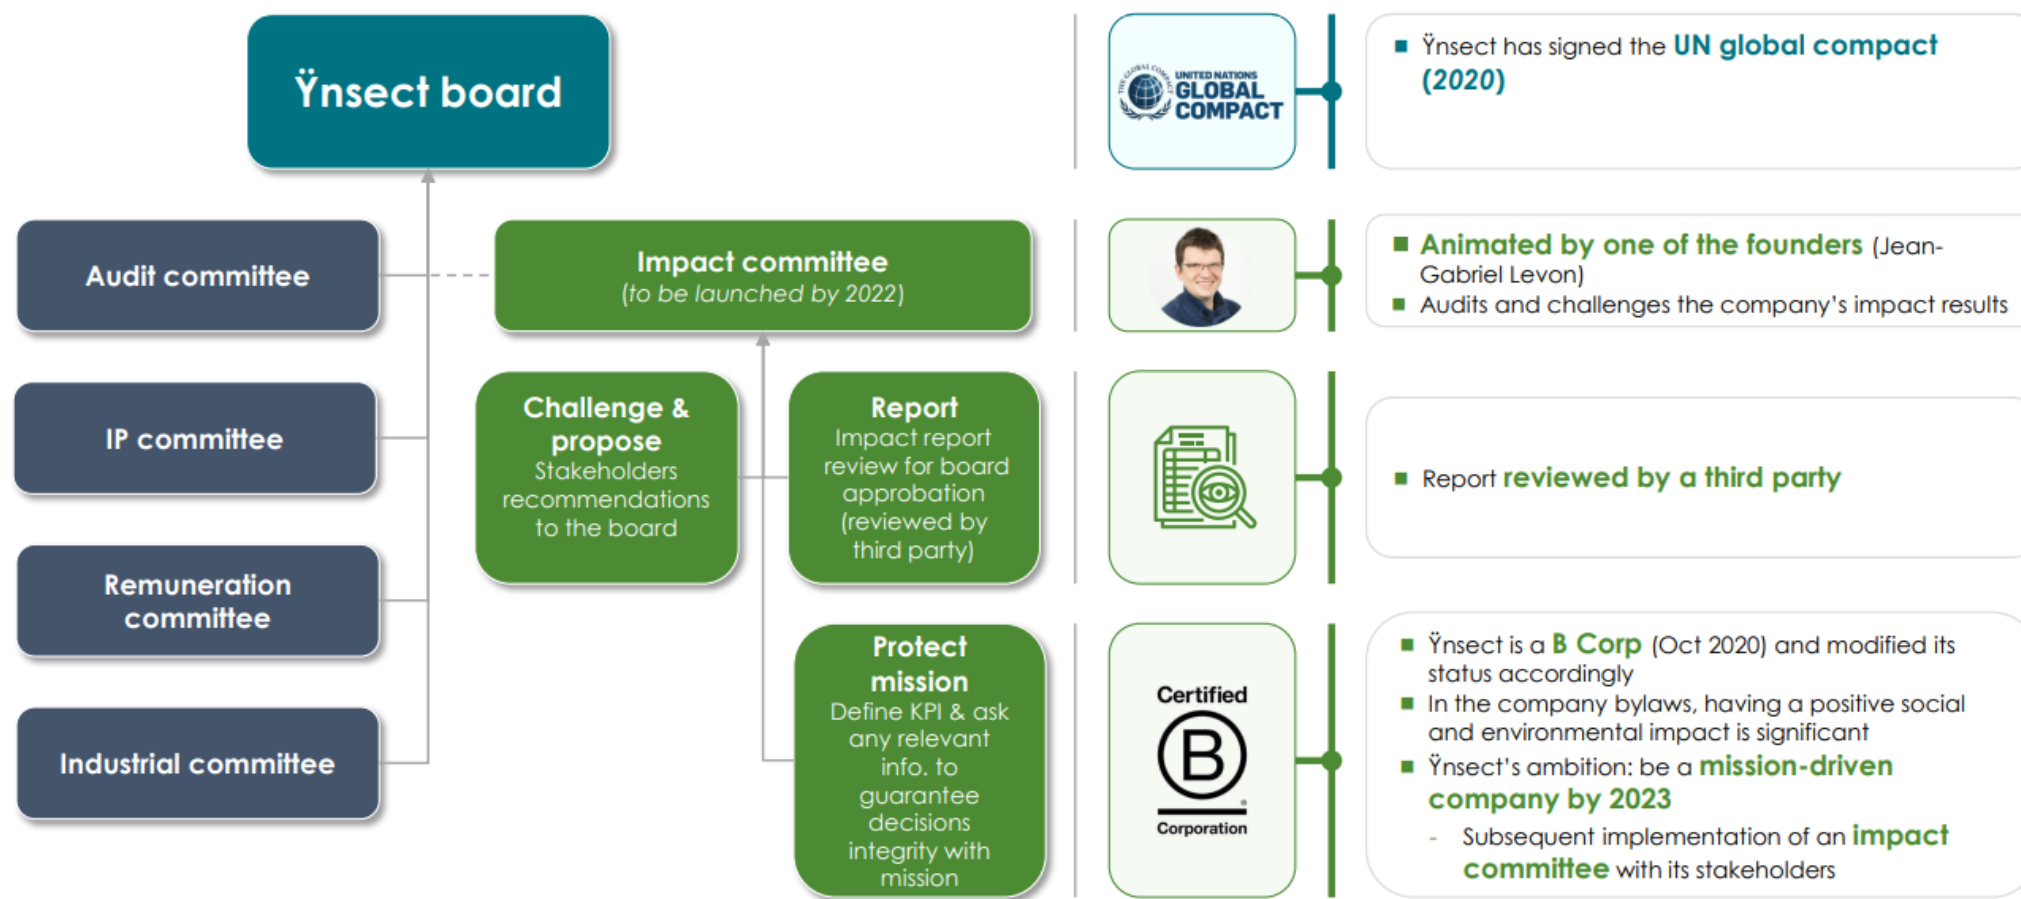 Ÿnsect board
Audit committee
IP committee
Remuneration
committee
Industrial committee
Impact committee
(to be launched by 2022)
Challenge &
propose
Stakeholders
recommendations
to the board
Report
Impact report
review for board
approbation
(reviewed by
third party)
Protect
mission
Define KPI & ask
any relevant
info. to
guarantee
decisions
integrity with
mission
THE GLOBAL COMPACT
UNITED NATIONS
GLOBAL
COMPACT
■ Ÿnsect has signed the UN global compact
(2020)
■ Animated by one of the founders (Jean-
Gabriel Levon)
■ Audits and challenges the company's impact results
■ Report reviewed by a third party
Certified
B
®
Corporation
■ Ÿnsect is a B Corp (Oct 2020) and modified its
status accordingly
■ In the company bylaws, having a positive social
and environmental impact is significant
■ Ÿnsect's ambition: be a mission-driven
company by 2023
- Subsequent implementation of an impact
committee with its stakeholders